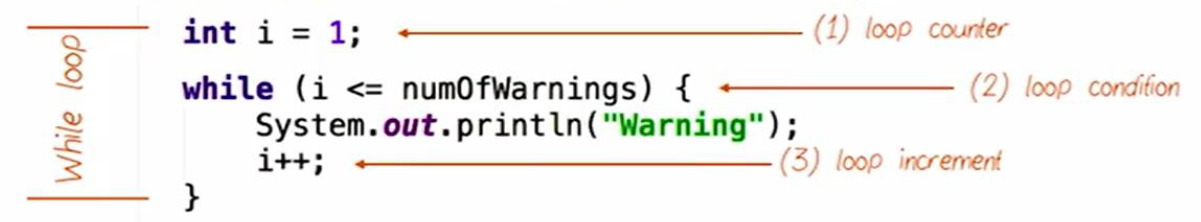 While loop
int i = 1;
(1) loop counter
while (i <= numOfWarnings) {
(2) loop condition
System.out.println("Warning");
i++;
(3) loop increment
}